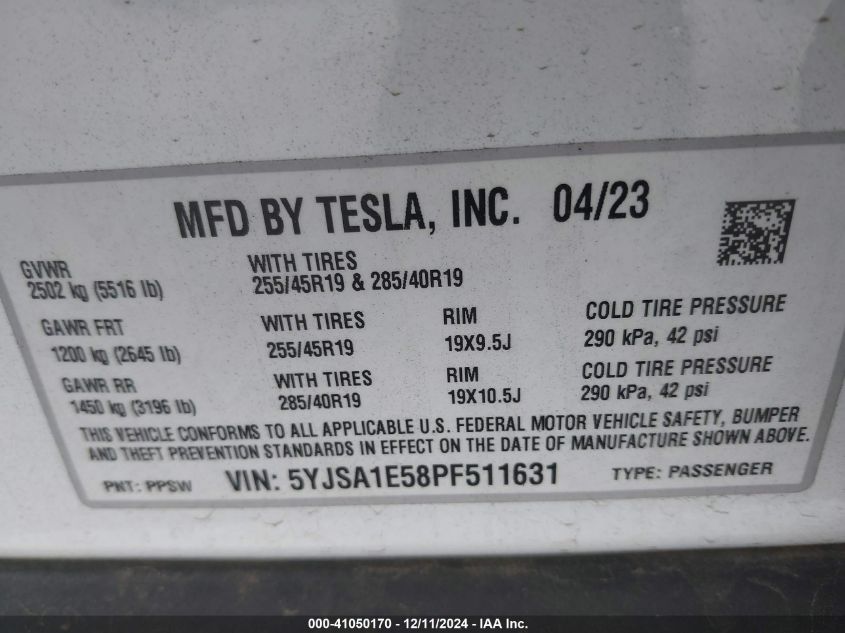 MFD BY TESLA, INC. 04/23
GVWR
2502 kg (5516 lb)
WITH TIRES
255/45R19 & 285/40R19
GAWR FRT
1200 kg (2645 lb)
WITH TIRES
255/45R19
RIM
19X9.5J
COLD TIRE PRESSURE
290 kPa, 42 psi
GAWR RR
1450 kg (3196 lb)
WITH TIRES
285/40R19
RIM
19X10.5J
COLD TIRE PRESSURE
290 kPa, 42 psi
THIS VEHICLE CONFORMS TO ALL APPLICABLE U.S. FEDERAL MOTOR VEHICLE SAFETY, BUMPER
AND THEFT PREVENTION STANDARDS IN EFFECT ON THE DATE OF MANUFACTURE SHOWN ABOVE.
PNT: PPSW VIN: 5YJSA1E58PF511631 TYPE: PASSENGER
000-41050170 - 12/11/2024 - IAA Inc.